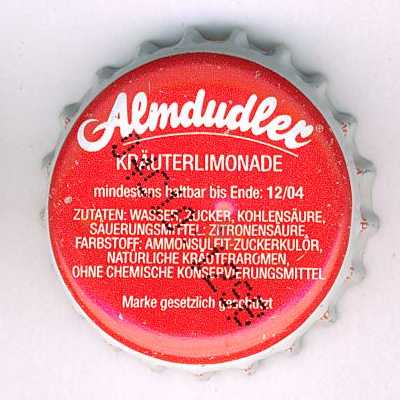 Almdudler®
KRÄUTERLIMONADE
mindestens haltbar bis Ende: 12/04
ZUTATEN: WASSER, ZUCKER, KOHLENSÄURE,
SÄUERUNGSMITTEL: ZITRONENSÄURE,
FARBSTOFF: AMMONSULFIT-ZUCKERKULÖR,
NATÜRLICHE KRÄUTERAROMEN,
OHNE CHEMISCHE KONSERVIERUNGSMITTEL
Marke gesetzlich geschützt